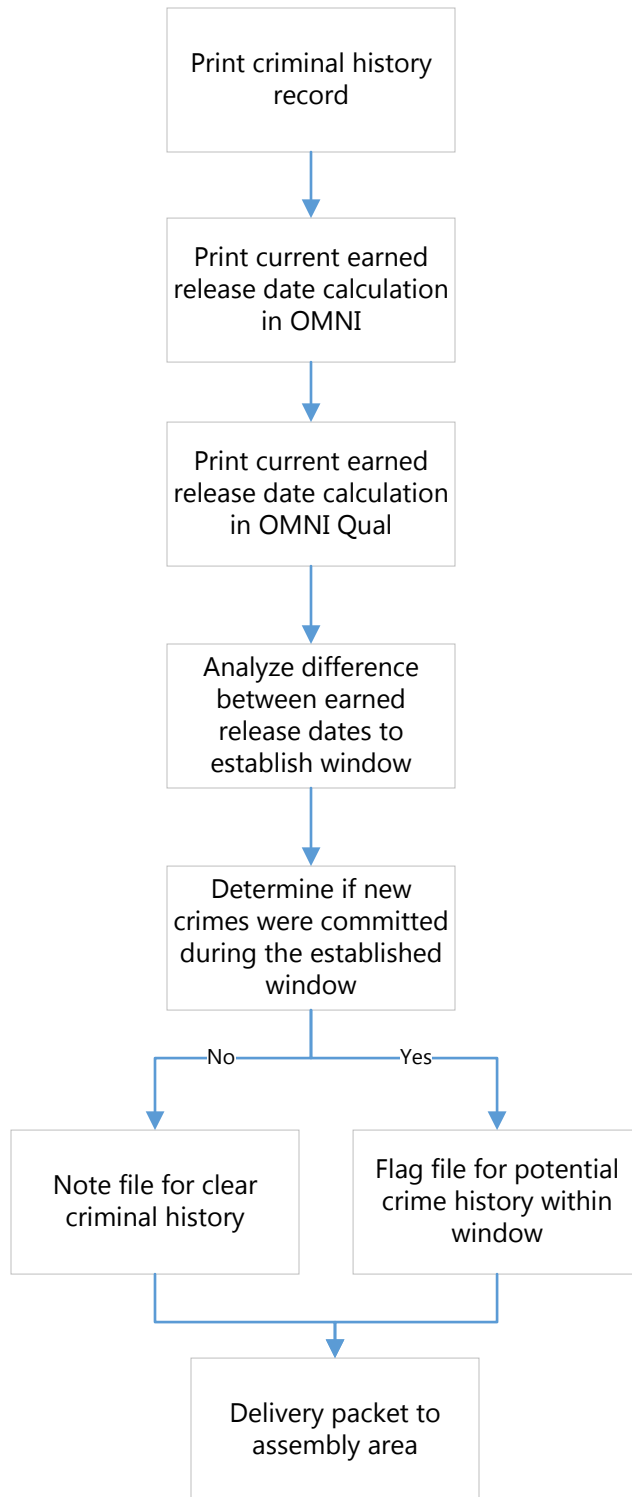 Print criminal history
record
Print current earned
release date calculation
in OMNI
Print current earned
release date calculation
in OMNI Qual
Analyze difference
between earned
release dates to
establish window
Determine if new
crimes were committed
during the established
window
No
Yes
Note file for clear
criminal history
Flag file for potential
crime history within
window
Delivery packet to
assembly area